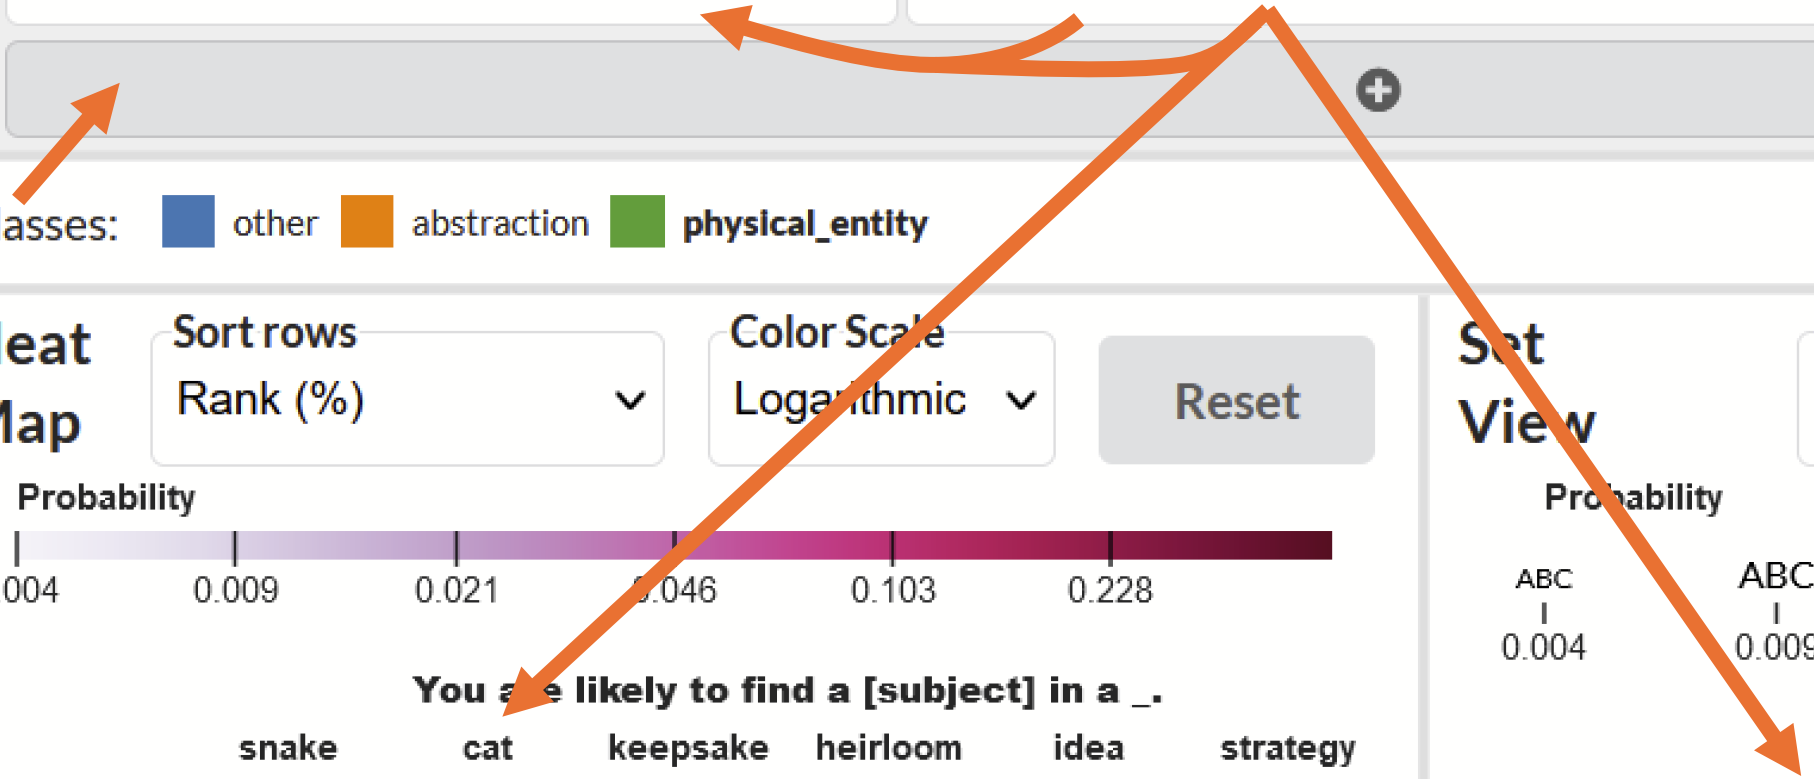 asses: other abstraction physical_entity
eat
Map
Sort rows
Rank (%)
Color Scale
Logarithmic
Reset
Set
View
Probability
004 0.009 0.021 0.046 0.103 0.228
Probability
ABC ABC
0.004 0.009
You are likely to find a [subject] in a _.
snake cat keepsake heirloom idea strategy